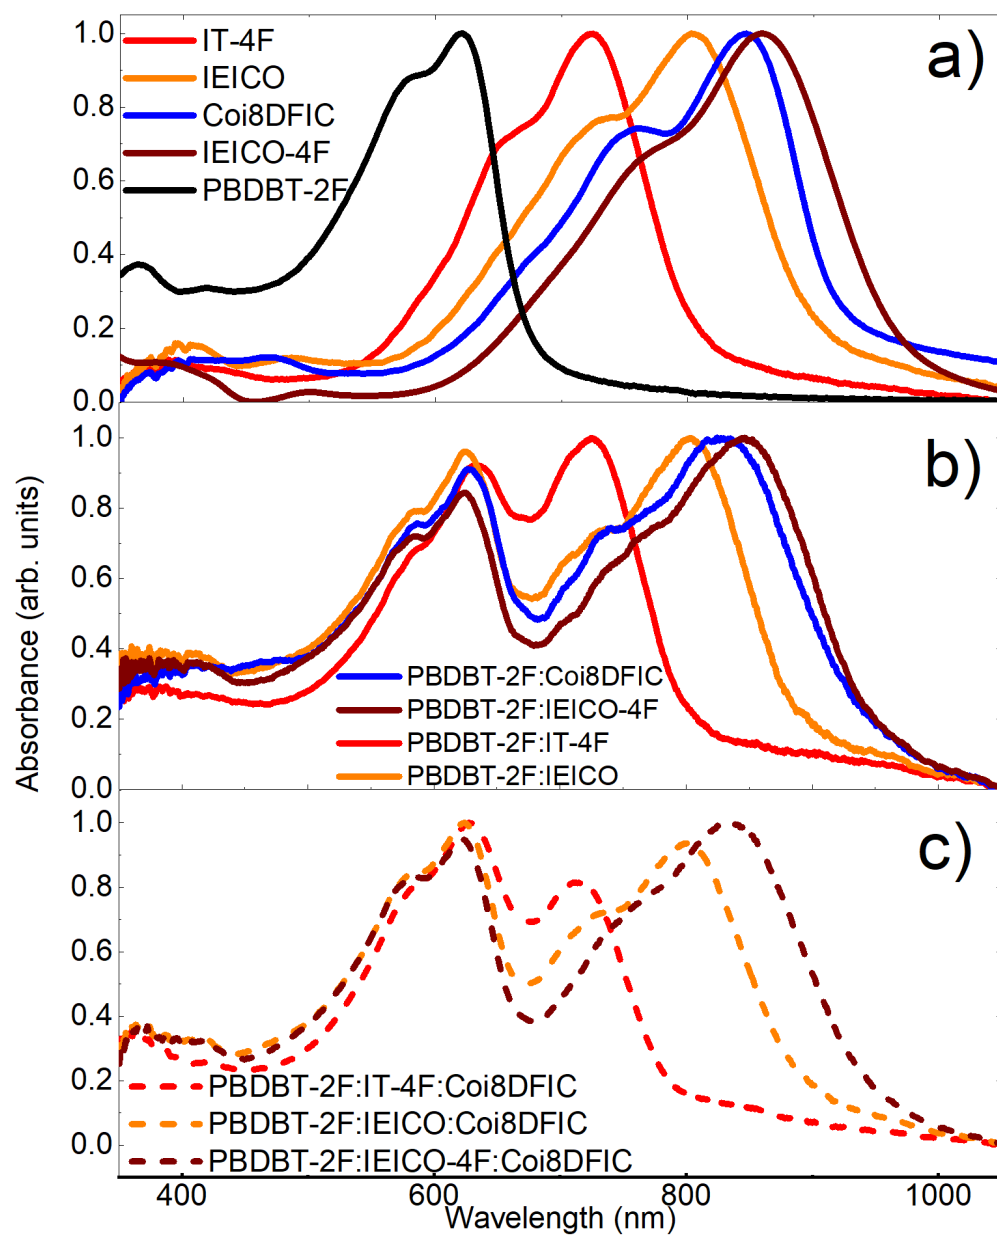 a)
1.0
0.8
0.6
0.4
0.2
0.0
IT-4F
IEICO
Coi8DFIC
IEICO-4F
PBDBT-2F
b)
1.0
0.8
0.6
0.4
0.2
0.0
PBDBT-2F:Coi8DFIC
PBDBT-2F:IEICO-4F
PBDBT-2F:IT-4F
PBDBT-2F:IEICO
Absorbance (arb. units)
c)
1.0
0.8
0.6
0.4
0.2
0.0
PBDBT-2F:IT-4F:Coi8DFIC
PBDBT-2F:IEICO:Coi8DFIC
PBDBT-2F:IEICO-4F:Coi8DFIC
400 600 800 1000
Wavelength (nm)